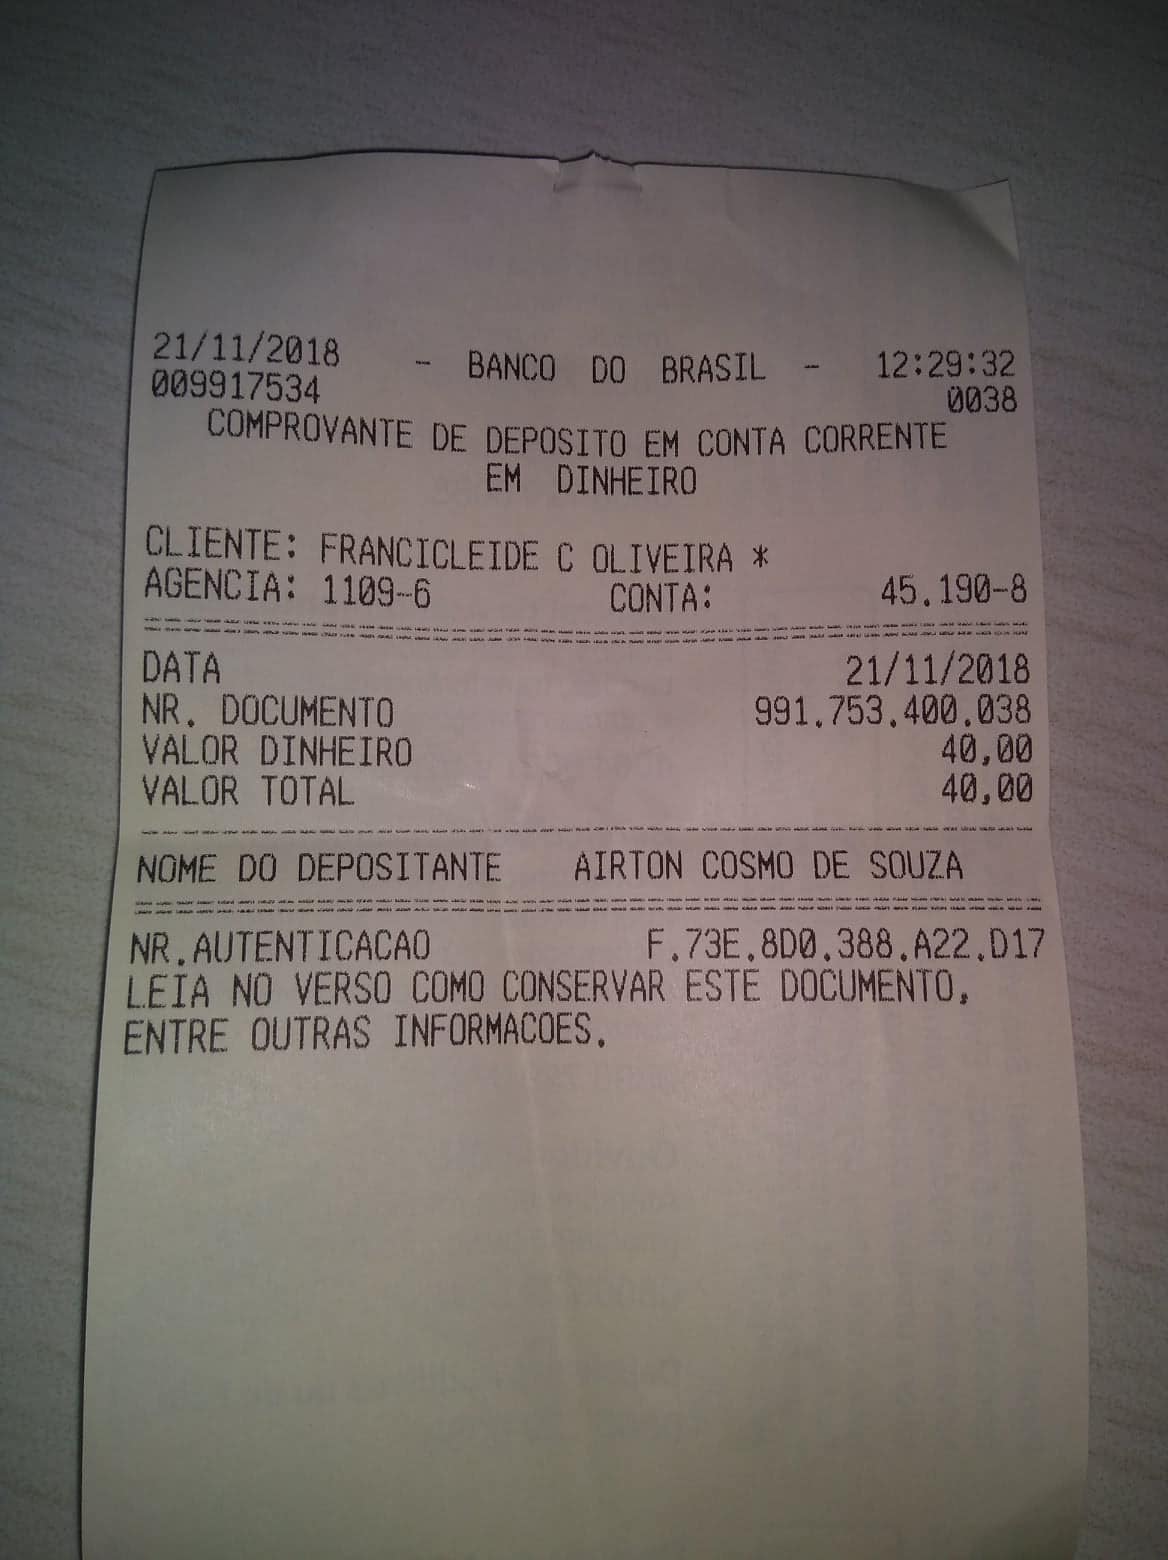 21/11/2018 - BANCO DO BRASIL - 12:29:32
009917534 0038
COMPROVANTE DE DEPOSITO EM CONTA CORRENTE
EM DINHEIRO
CLIENTE: FRANCICLEIDE C OLIVEIRA *
AGENCIA: 1109-6 CONTA: 45.190-8
DATA 21/11/2018
NR. DOCUMENTO 991.753.400.038
VALOR DINHEIRO 40,00
VALOR TOTAL 40,00
NOME DO DEPOSITANTE AIRTON COSMO DE SOUZA
NR.AUTENTICACAO F.73E.8D0.388.A22.D17
LEIA NO VERSO COMO CONSERVAR ESTE DOCUMENTO,
ENTRE OUTRAS INFORMACOES.